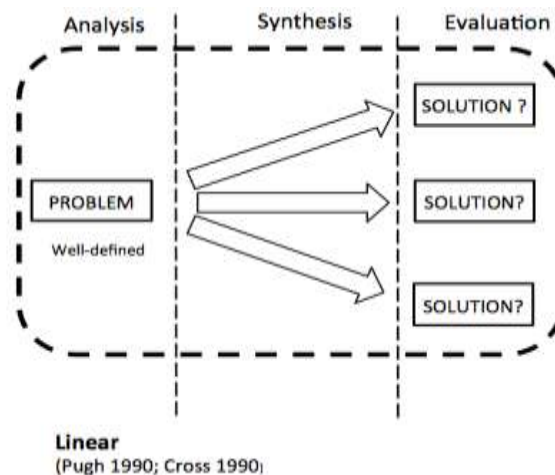 Analysis Synthesis Evaluation
SOLUTION ?
PROBLEM SOLUTION?
Well-defined
SOLUTION?
Linear
(Pugh 1990; Cross 1990)